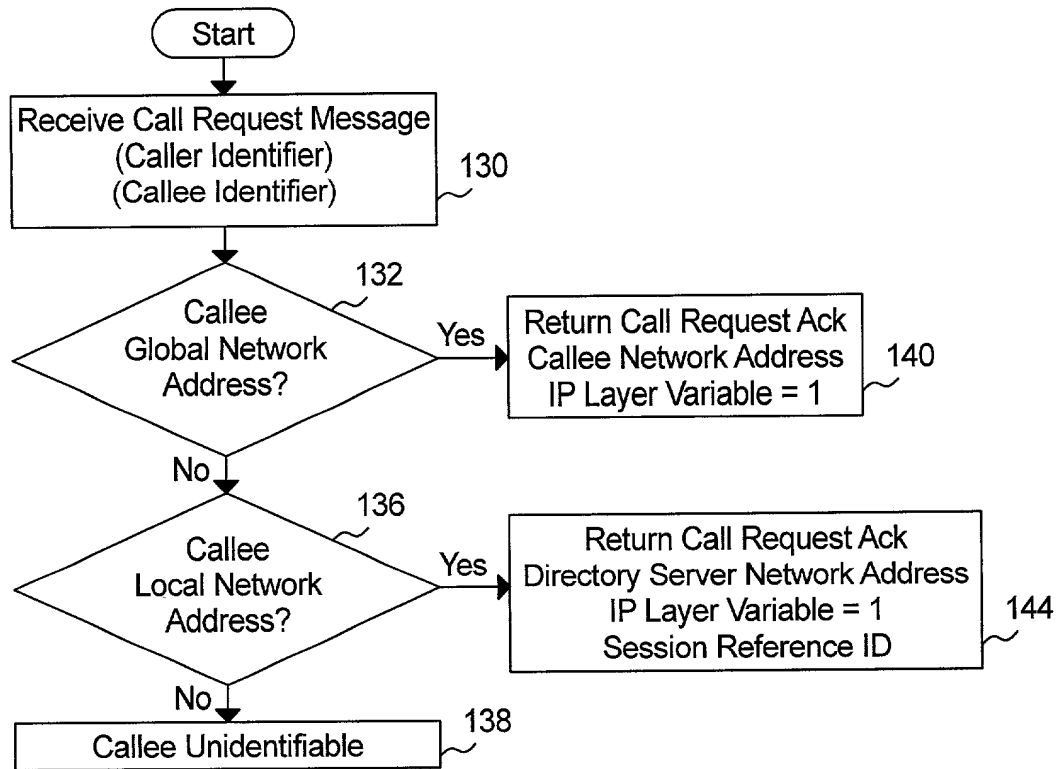 Start
Receive Call Request Message
(Caller Identifier)
(Callee Identifier)
130
Callee
Global Network
Address?
132
Yes
Return Call Request Ack
Callee Network Address
IP Layer Variable = 1
140
No
Callee
Local Network
Address?
136
Yes
Return Call Request Ack
Directory Server Network Address
IP Layer Variable = 1
Session Reference ID
144
No
Callee Unidentifiable
138